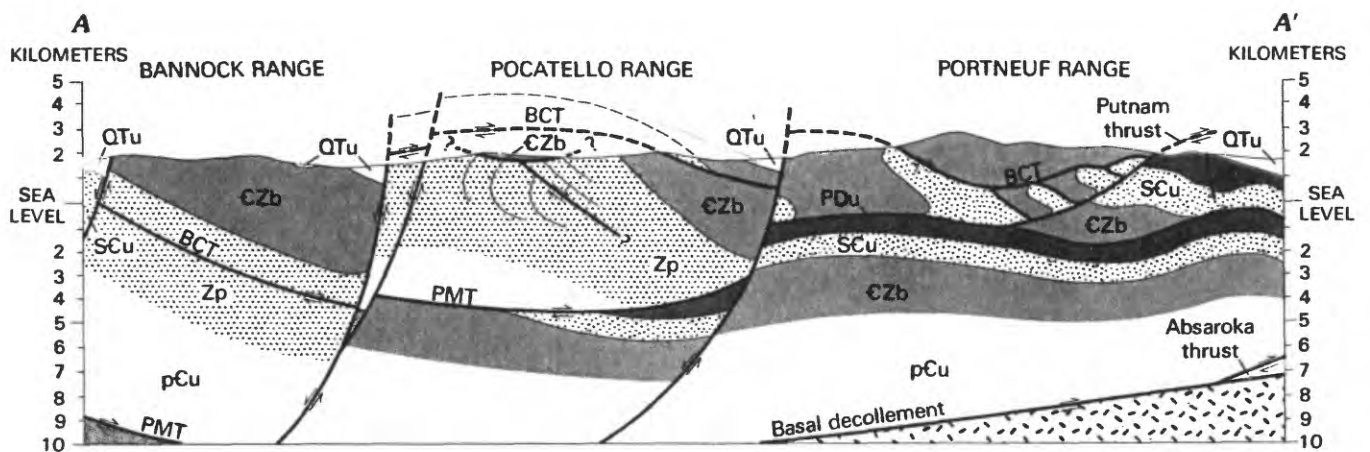 A A'
KILOMETERS KILOMETERS
BANNOCK RANGE POCATELLO RANGE PORTNEUF RANGE
5 5
4 4
3 3
2 2
SEA LEVEL SEA LEVEL
2 1
3 2
4 3
5 4
6 5
7 6
8 7
9 8
10 9
10
QTu QTu QTu QTu
BCT
ЄZb
Putnam thrust
BCT
ЄZb
ЄZb
PDu
SЄu
ЄZb
SЄu
BCT
Zp
Zp
SЄu
PMT
ЄZb
?
Absaroka thrust
pЄu
pЄu
PMT
Basal decollement